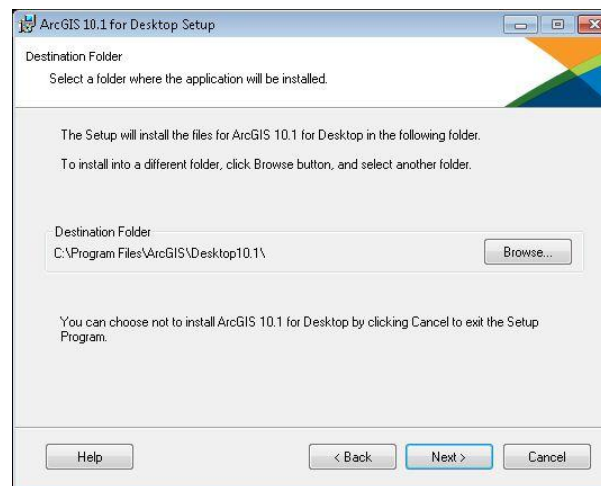 ArcGIS 10.1 for Desktop Setup
Destination Folder
Select a folder where the application will be installed.
The Setup will install the files for ArcGIS 10.1 for Desktop in the following folder.
To install into a different folder, click Browse button, and select another folder.
Destination Folder
C:\Program Files\ArcGIS\Desktop10.1\
Browse...
You can choose not to install ArcGIS 10.1 for Desktop by clicking Cancel to exit the Setup
Program.
Help
< Back
Next >
Cancel